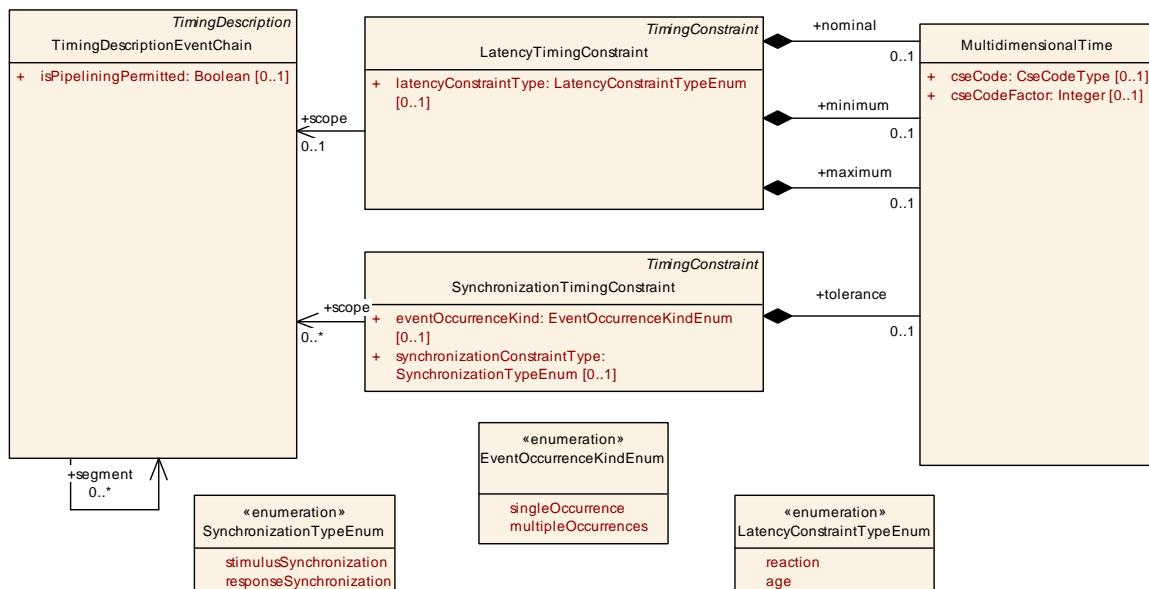 TimingDescription
TimingDescriptionEventChain
+ isPipeliningPermitted: Boolean [0..1]
+segment
0..*
TimingConstraint
LatencyTimingConstraint
+ latencyConstraintType: LatencyConstraintTypeEnum
[0..1]
+scope
0..1
+nominal
0..1
+minimum
0..1
+maximum
0..1
MultidimensionalTime
+ cseCode: CseCodeType [0..1]
+ cseCodeFactor: Integer [0..1]
TimingConstraint
SynchronizationTimingConstraint
+ eventOccurrenceKind: EventOccurrenceKindEnum
[0..1]
+ synchronizationConstraintType:
SynchronizationTypeEnum [0..1]
+scope
0..*
+tolerance
0..1
«enumeration»
EventOccurrenceKindEnum
singleOccurrence
multipleOccurrences
«enumeration»
SynchronizationTypeEnum
stimulusSynchronization
responseSynchronization
«enumeration»
LatencyConstraintTypeEnum
reaction
age